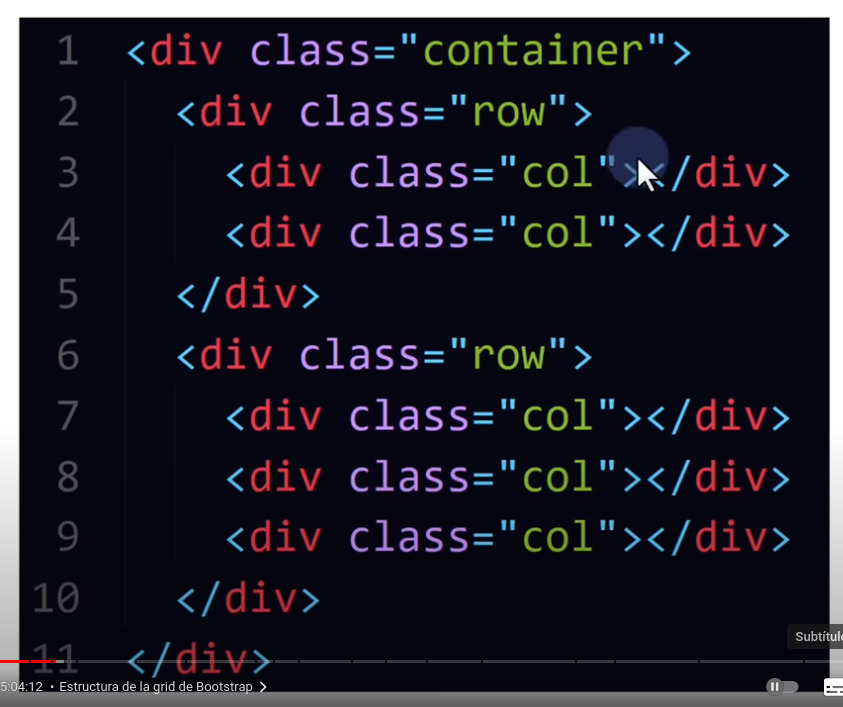 1 <div class="container">
2 <div class="row">
3 <div class="col"></div>
4 <div class="col"></div>
5 </div>
6 <div class="row">
7 <div class="col"></div>
8 <div class="col"></div>
9 <div class="col"></div>
10 </div>
11 </div>
Subtítulo
5:04:12 • Estructura de la grid de Bootstrap >